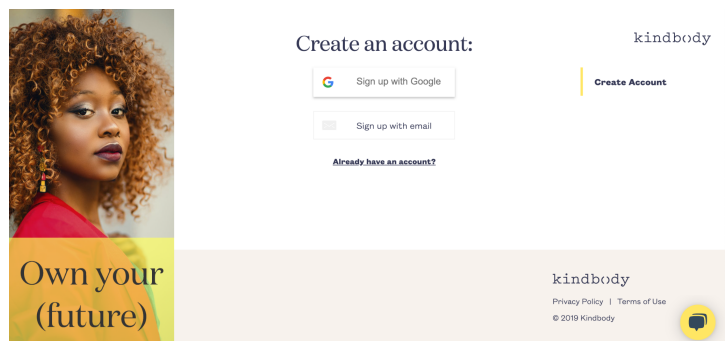 Create an account:
kindbody
Sign up with Google
Create Account
Sign up with email
Already have an account?
Own your
(future)
kindbody
Privacy Policy | Terms of Use
© 2019 Kindbody